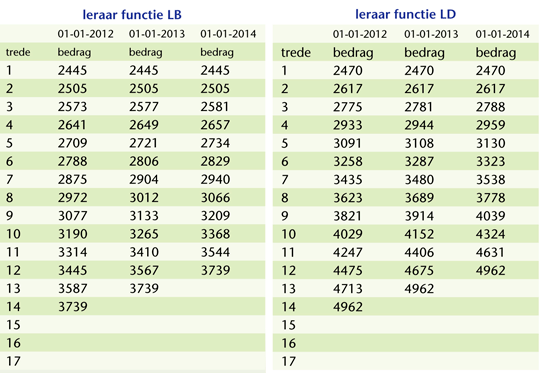 leraar functie LB
01-01-2012 01-01-2013 01-01-2014
trede bedrag bedrag bedrag
1 2445 2445 2445
2 2505 2505 2505
3 2573 2577 2581
4 2641 2649 2657
5 2709 2721 2734
6 2788 2806 2829
7 2875 2904 2940
8 2972 3012 3066
9 3077 3133 3209
10 3190 3265 3368
11 3314 3410 3544
12 3445 3567 3739
13 3587 3739
14 3739
15
16
17
leraar functie LD
01-01-2012 01-01-2013 01-01-2014
trede bedrag bedrag bedrag
1 2470 2470 2470
2 2617 2617 2617
3 2775 2781 2788
4 2933 2944 2959
5 3091 3108 3130
6 3258 3287 3323
7 3435 3480 3538
8 3623 3689 3778
9 3821 3914 4039
10 4029 4152 4324
11 4247 4406 4631
12 4475 4675 4962
13 4713 4962
14 4962
15
16
17